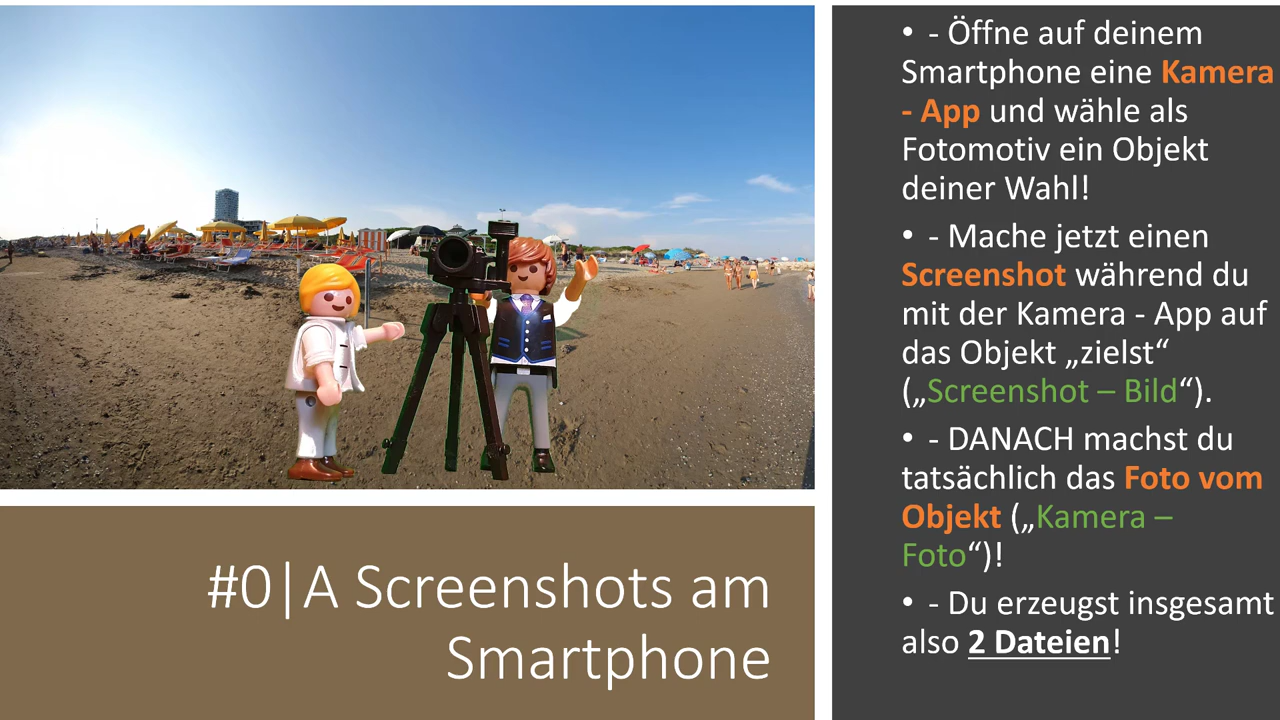 • - Öffne auf deinem
Smartphone eine Kamera
- App und wähle als
Fotomotiv ein Objekt
deiner Wahl!
• - Mache jetzt einen
Screenshot während du
mit der Kamera - App auf
das Objekt „zielst“
(„Screenshot – Bild“).
• - DANACH machst du
tatsächlich das Foto vom
Objekt („Kamera –
Foto“)!
• - Du erzeugst insgesamt
also 2 Dateien!
#0|A Screenshots am
Smartphone